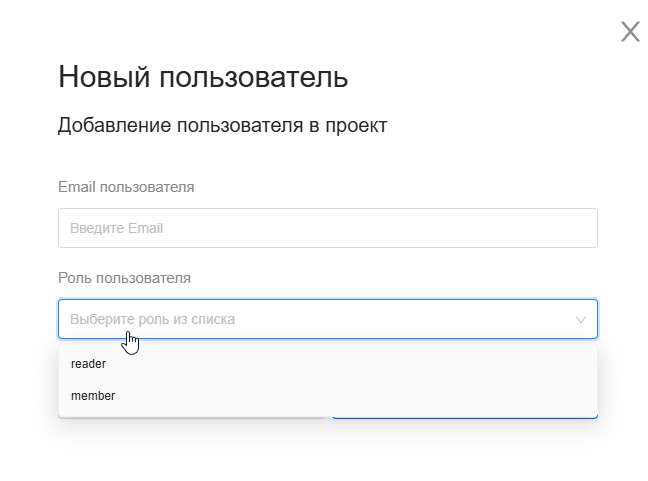 Новый пользователь
Добавление пользователя в проект
Email пользователя
Введите Email
Роль пользователя
Выберите роль из списка
reader
member